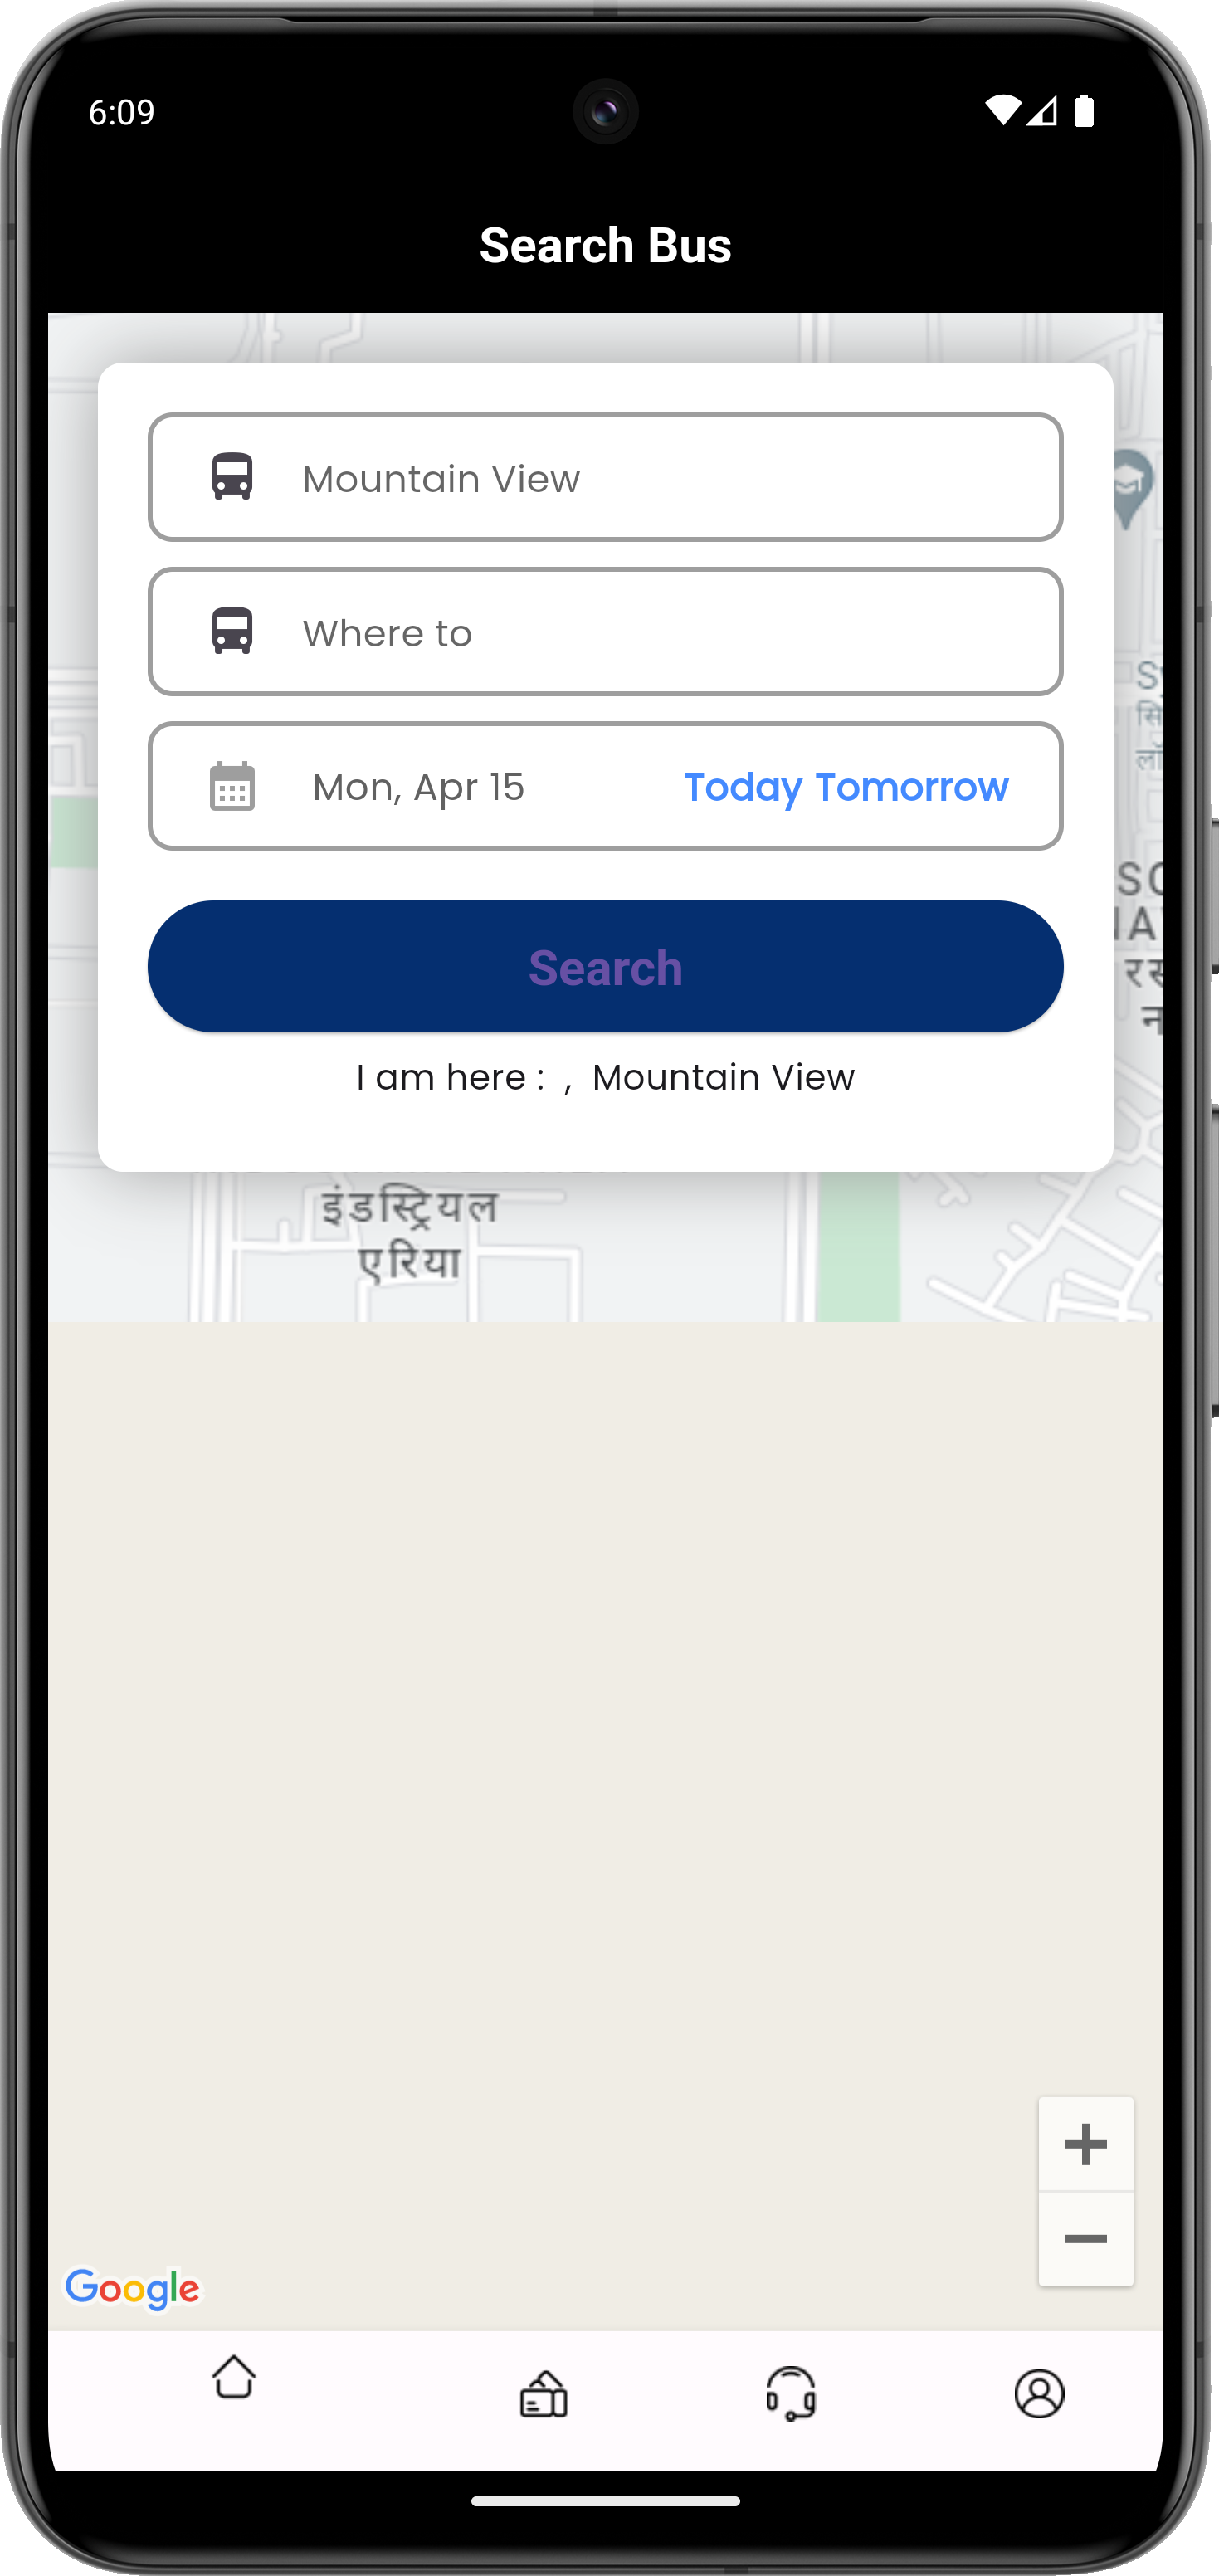 6:09
Search Bus
Mountain View
Where to
Mon, Apr 15 Today Tomorrow
Search
I am here : , Mountain View
इंडस्ट्रियल
एरिया
Google